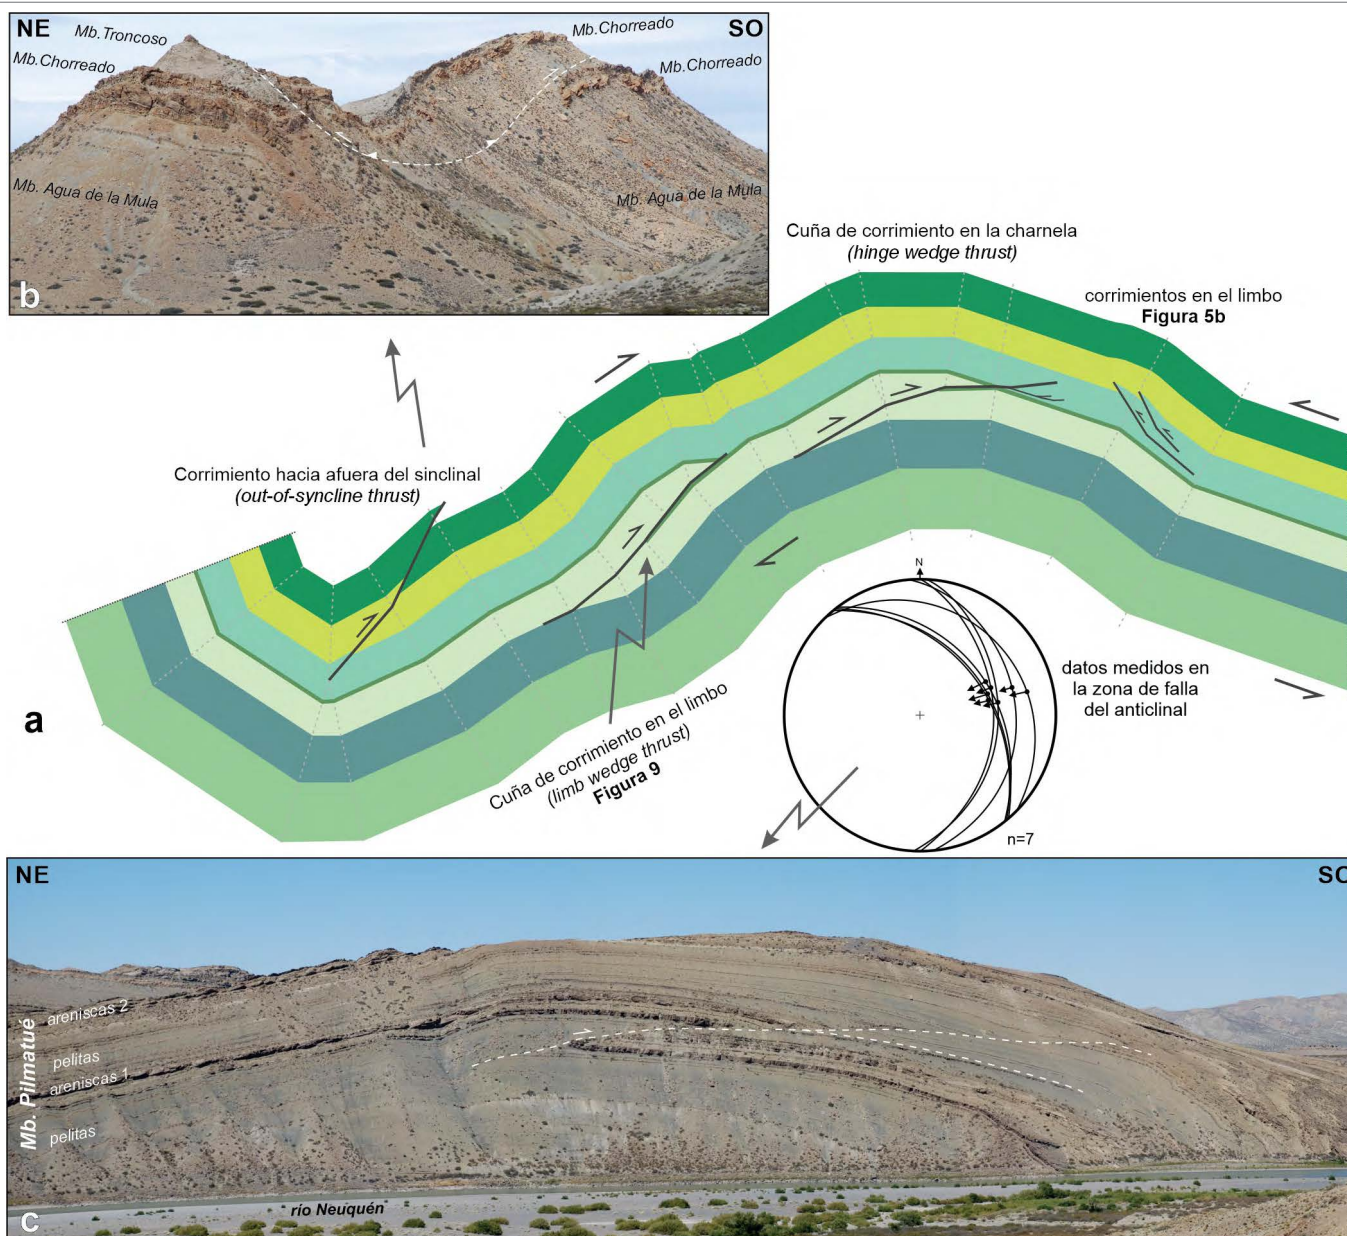 NE
SO
Mb.Troncoso
Mb.Chorreado
Mb.Chorreado
Mb.Chorreado
Mb. Agua de la Mula
Mb. Agua de la Mula
b
Cuña de corrimiento en la charnela
(hinge wedge thrust)
corrimientos en el limbo
Figura 5b
Corrimiento hacia afuera del sinclinal
(out-of-syncline thrust)
a
Cuña de corrimiento en el limbo
(limb wedge thrust)
Figura 9
N
datos medidos en
la zona de falla
del anticlinal
n=7
NE
SO
Mb. Pilmatué
areniscas 2
pelitas
areniscas 1
pelitas
río Neuquén
c